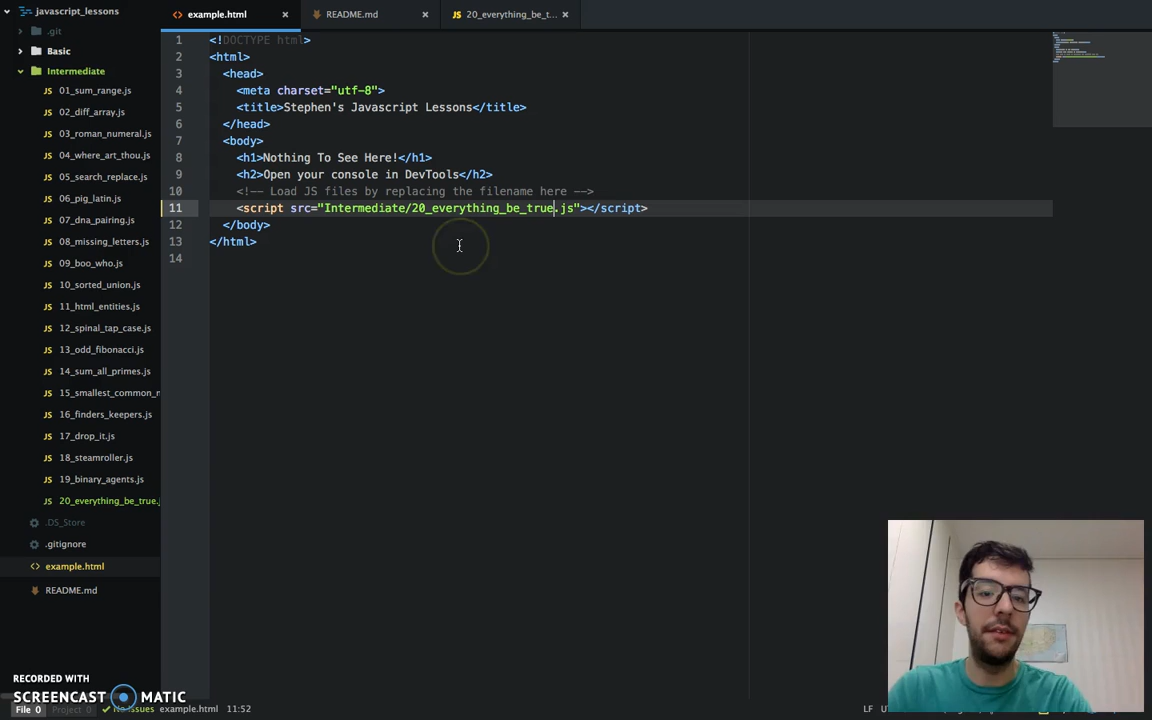 javascript_lessons
.git
Basic
Intermediate
01_sum_range.js
02_diff_array.js
03_roman_numeral.js
04_where_art_thou.js
05_search_replace.js
06_pig_latin.js
07_dna_pairing.js
08_missing_letters.js
09_boo_who.js
10_sorted_union.js
11_html_entities.js
12_spinal_tap_case.js
13_odd_fibonacci.js
14_sum_all_primes.js
15_smallest_common_m
16_finders_keepers.js
17_drop_it.js
18_steamroller.js
19_binary_agents.js
20_everything_be_true.j
.DS_Store
.gitignore
example.html
README.md
example.html
README.md
20_everything_be_t...
1 <!DOCTYPE html>
2 <html>
3 <head>
4 <meta charset="utf-8">
5 <title>Stephen's Javascript Lessons</title>
6 </head>
7 <body>
8 <h1>Nothing To See Here!</h1>
9 <h2>Open your console in DevTools</h2>
10 <!-- Load JS files by replacing the filename here -->
11 <script src="Intermediate/20_everything_be_true.js"></script>
12 </body>
13 </html>
14
RECORDED WITH
SCREENCAST MATIC
File 0 Project 0 No Issues example.html 11:52
LF